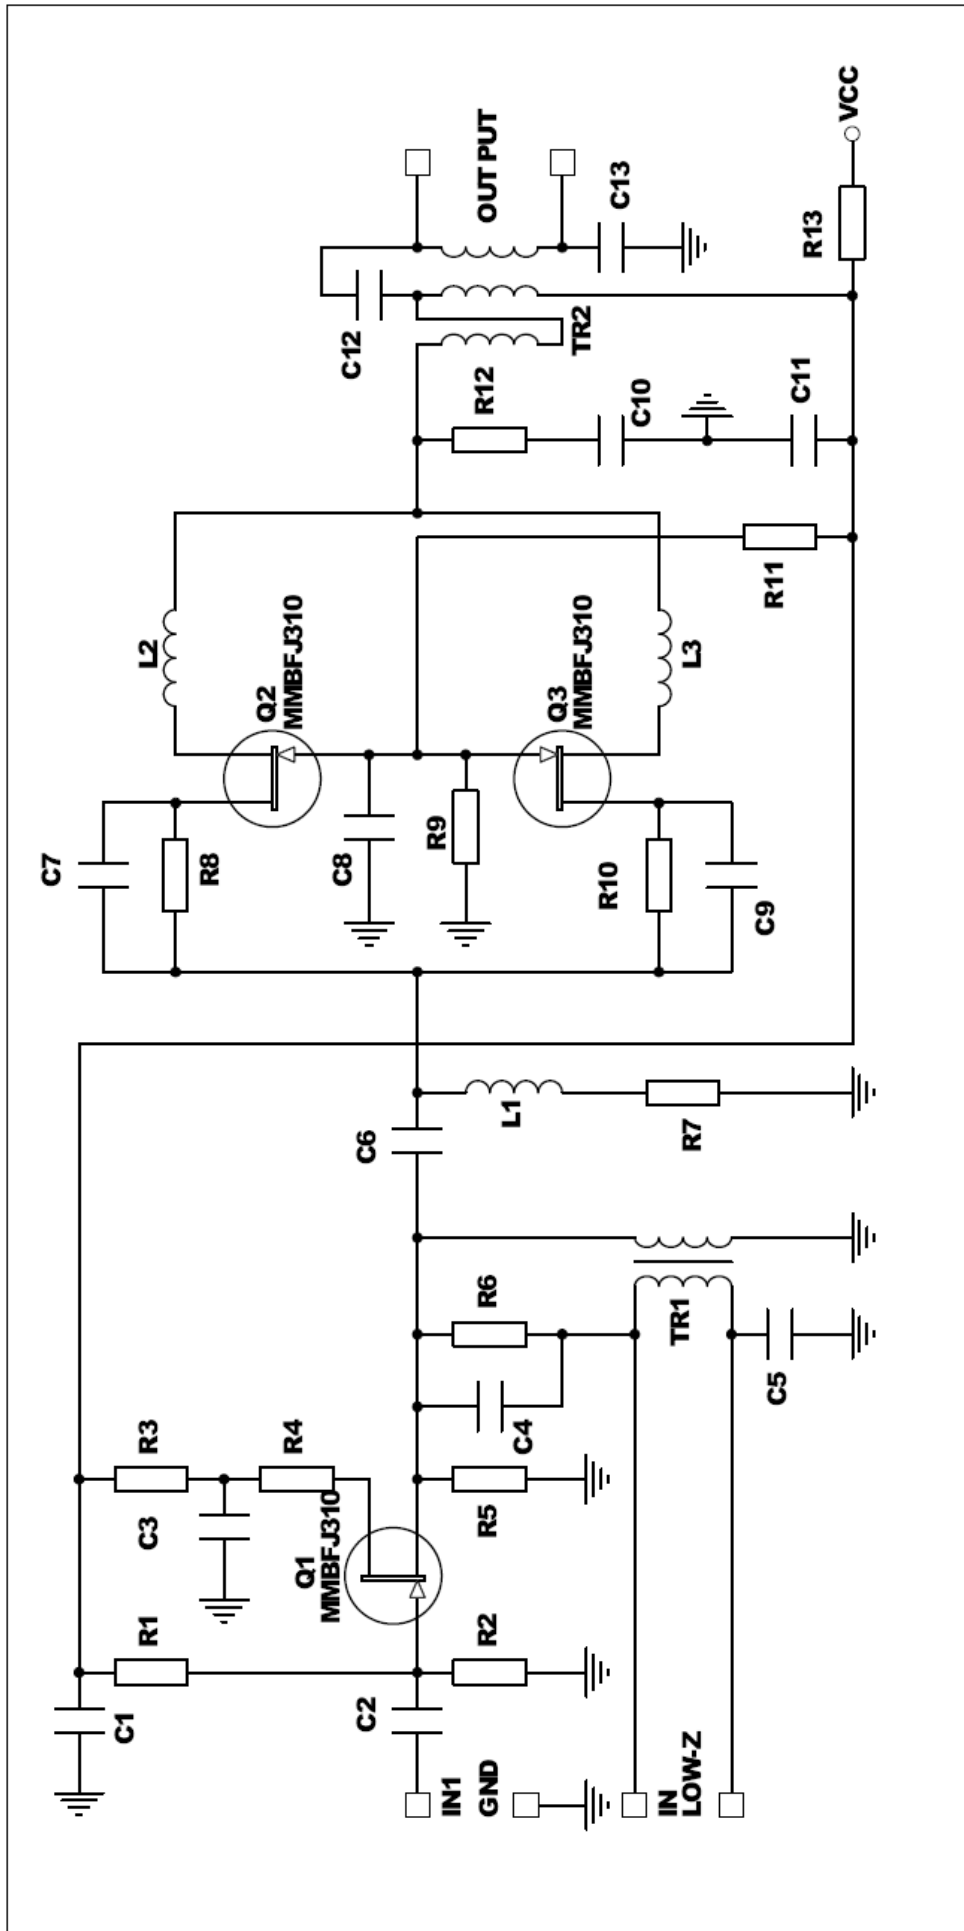 C1
R1
C3
R3
R4
Q1
MMBFJ310
C2
IN1
GND
R2
R5
C4
R6
IN
LOW-Z
TR1
C5
C6
L1
R7
C7
R8
L2
Q2
MMBFJ310
C8
R9
Q3
MMBFJ310
R10
C9
L3
R11
R12
C10
C11
C12
TR2
OUT PUT
C13
R13
VCC